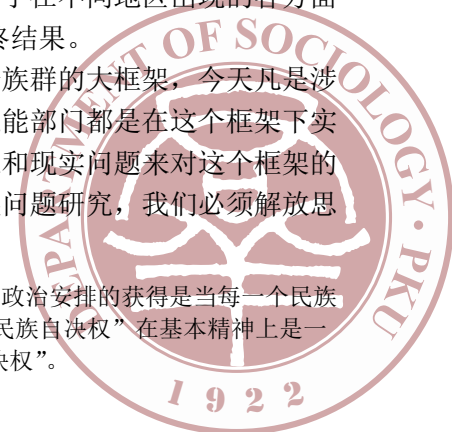 于在不同地区出现的各方面
终结果。
族群的大框架，今天凡是涉
能部门都是在这个框架下实
和现实问题来对这个框架的
问题研究，我们必须解放思
政治安排的获得是当每一个民族
民族自决权”在基本精神上是一
决权”。
DEPARTMENT OF SOCIOLOGY · PKU
1922